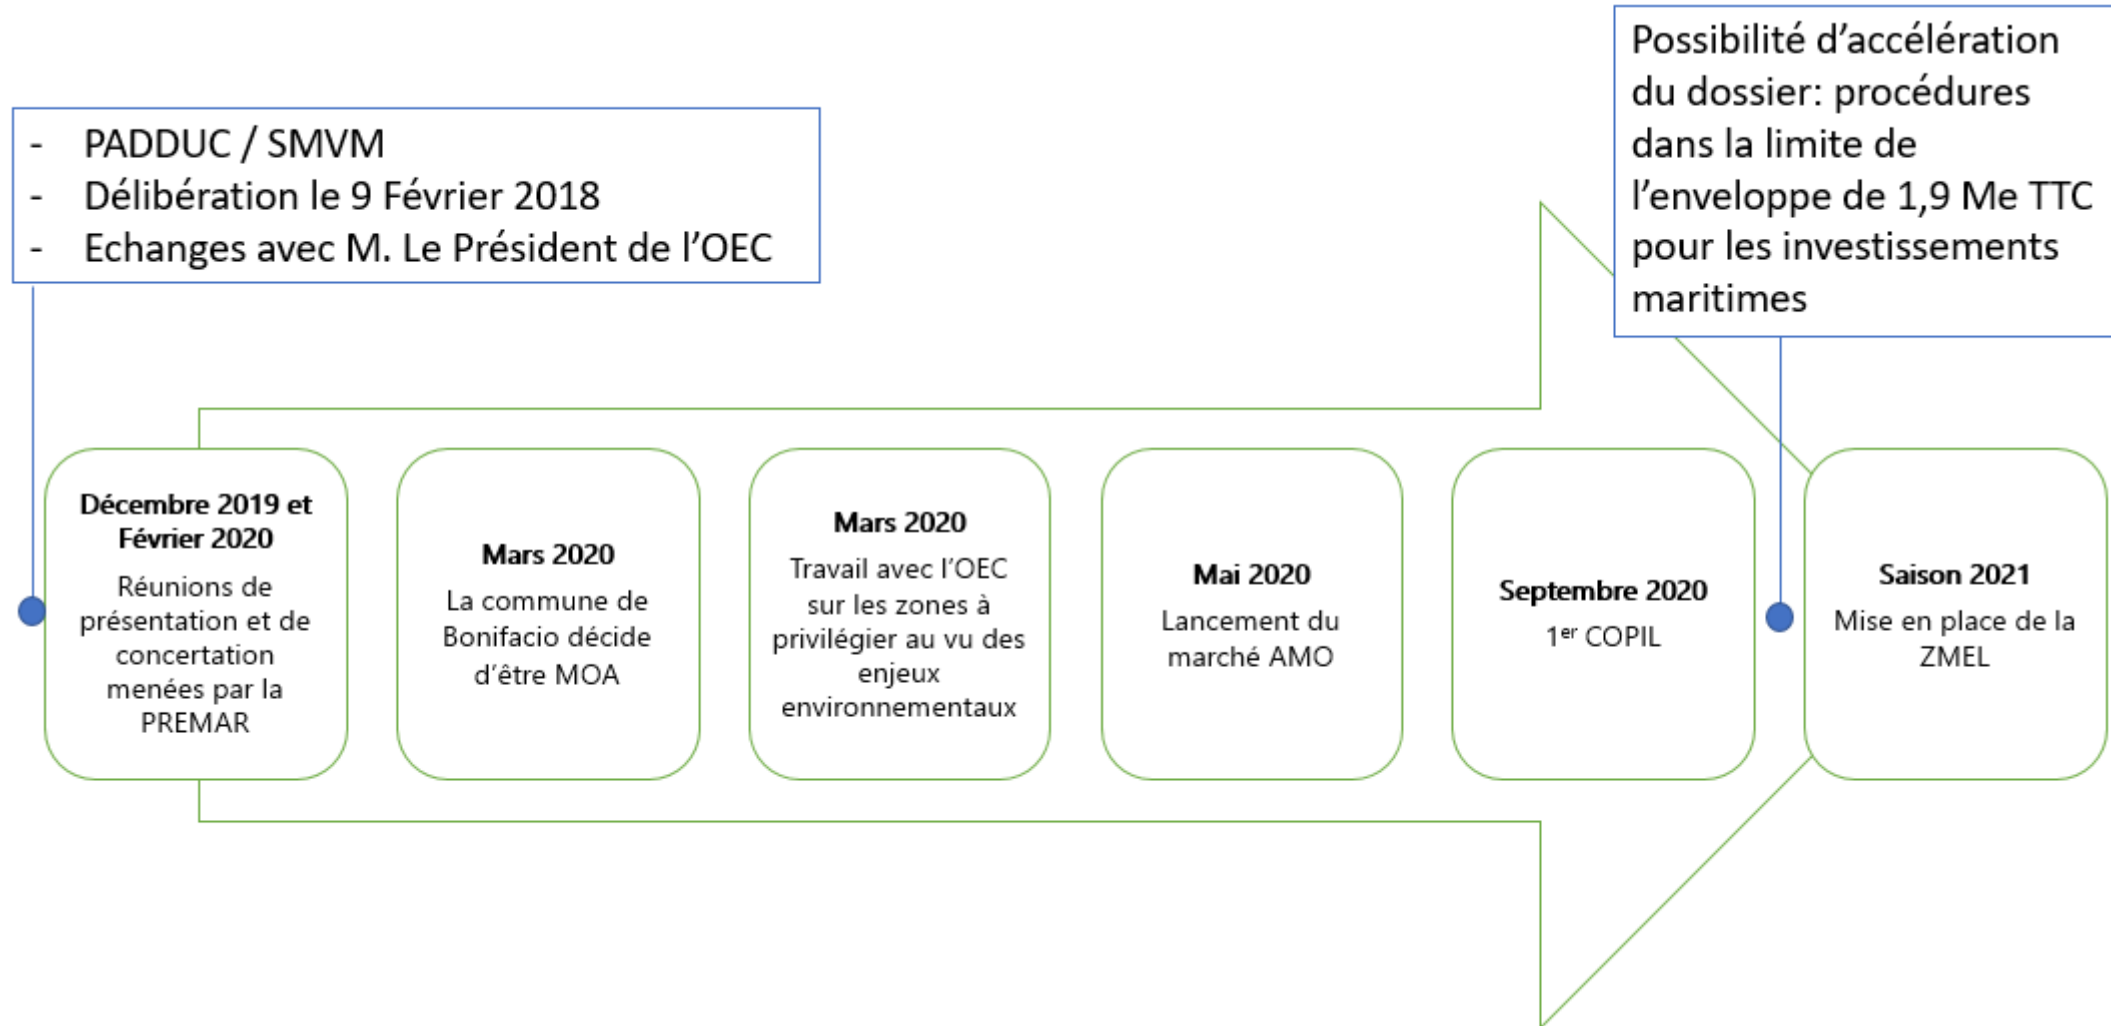 - PADDUC / SMVM
- Délibération le 9 Février 2018
- Echanges avec M. Le Président de l’OEC
Possibilité d’accélération
du dossier: procédures
dans la limite de
l’enveloppe de 1,9 Me TTC
pour les investissements
maritimes
Décembre 2019 et
Février 2020
Réunions de
présentation et de
concertation
menées par la
PREMAR
Mars 2020
La commune de
Bonifacio décide
d’être MOA
Mars 2020
Travail avec l’OEC
sur les zones à
privilégier au vu des
enjeux
environnementaux
Mai 2020
Lancement du
marché AMO
Septembre 2020
1er COPIL
Saison 2021
Mise en place de la
ZMEL